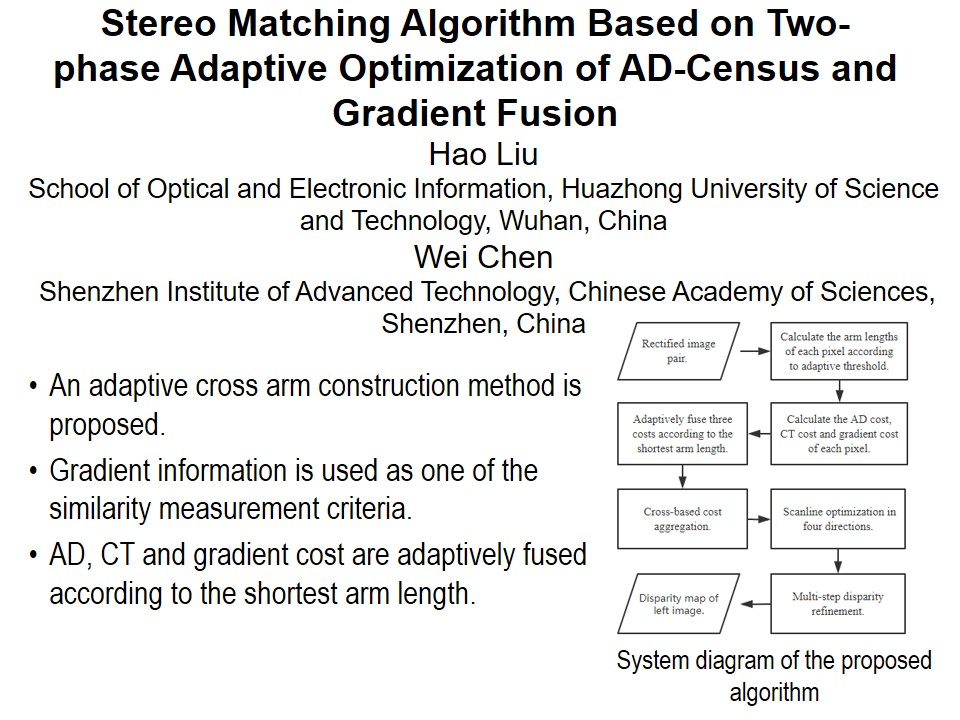 Stereo Matching Algorithm Based on Two-
phase Adaptive Optimization of AD-Census and
Gradient Fusion
Hao Liu
School of Optical and Electronic Information, Huazhong University of Science
and Technology, Wuhan, China
Wei Chen
Shenzhen Institute of Advanced Technology, Chinese Academy of Sciences,
Shenzhen, China
• An adaptive cross arm construction method is
proposed.
• Gradient information is used as one of the
similarity measurement criteria.
• AD, CT and gradient cost are adaptively fused
according to the shortest arm length.
Rectified image
pair.
Calculate the arm lengths
of each pixel according
to adaptive threshold.
Calculate the AD cost,
CT cost and gradient cost
of each pixel.
Adaptively fuse three
costs according to the
shortest arm length.
Cross-based cost
aggregation.
Scanline optimization in
four directions.
Multi-step disparity
refinement.
Disparity map of
left image.
System diagram of the proposed
algorithm